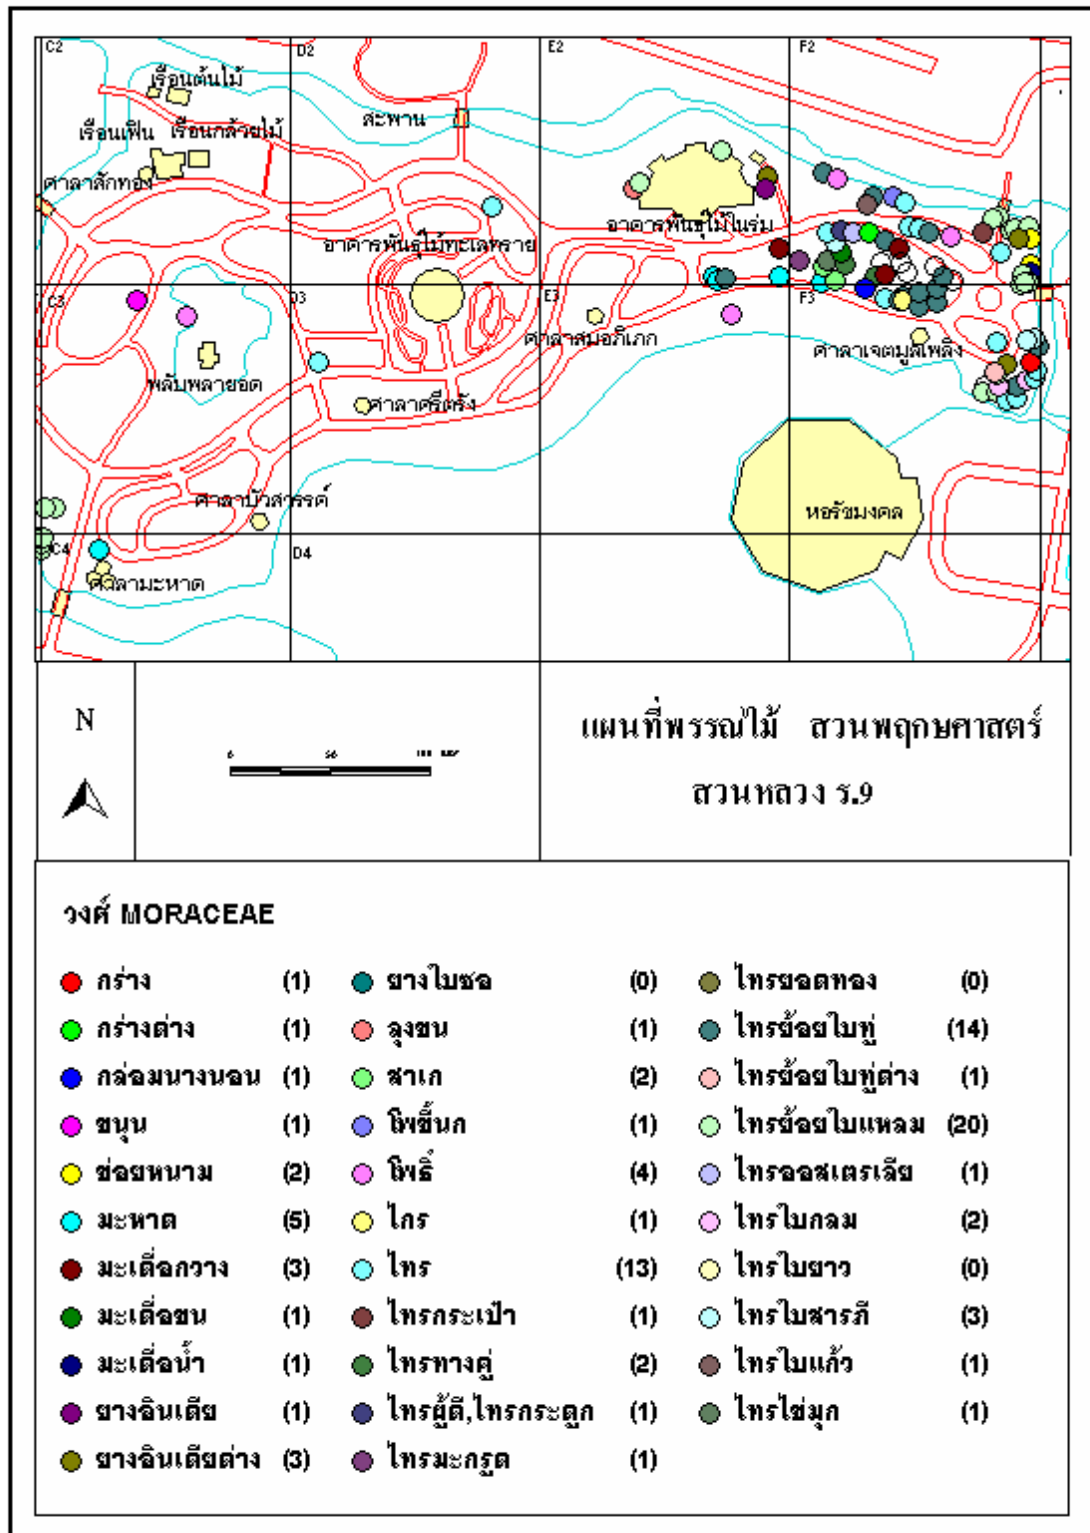 C2 D2 E2 F2
เรือนต้นไม้
สะพาน
เรือนเฟิน เรือนกล้วยไม้
ศาลาสักทอง
อาคารพันธุ์ไม้ในร่ม
อาคารพันธุ์ไม้ทะเลทราย
C3 D3 E3 F3
ศาลาสมอภิเภก
ศาลาเจตมูลเพลิง
พลับพลายอด
ศาลาศรีตรัง
ศาลาบัวสวรรค์
หอรัชมงคล
C4 D4
ศาลามะหาด
N
แผนที่พรรณไม้ สวนพฤกษศาสตร์
สวนหลวง ร.9
วงศ์ MORACEAE
กร่าง (1) ยางใบซอ (0) ไทรยอดทอง (0)
กร่างด่าง (1) ลุงขน (1) ไทรย้อยใบทู่ (14)
กล่อมนางนอน (1) สาเก (2) ไทรย้อยใบทู่ด่าง (1)
ขนุน (1) โพขี้นก (1) ไทรย้อยใบแหลม (20)
ข่อยหนาม (2) โพธิ์ (4) ไทรออสเตรเลีย (1)
มะหาด (5) ไกร (1) ไทรใบกลม (2)
มะเดื่อกวาง (3) ไทร (13) ไทรใบยาว (0)
มะเดื่อขน (1) ไทรกระเป๋า (1) ไทรใบสารภี (3)
มะเดื่อน้ำ (1) ไทรทางคู่ (2) ไทรใบแก้ว (1)
ยางอินเดีย (1) ไทรผู้ดี,ไทรกระดูก (1) ไทรไข่มุก (1)
ยางอินเดียด่าง (3) ไทรมะกรูด (1)